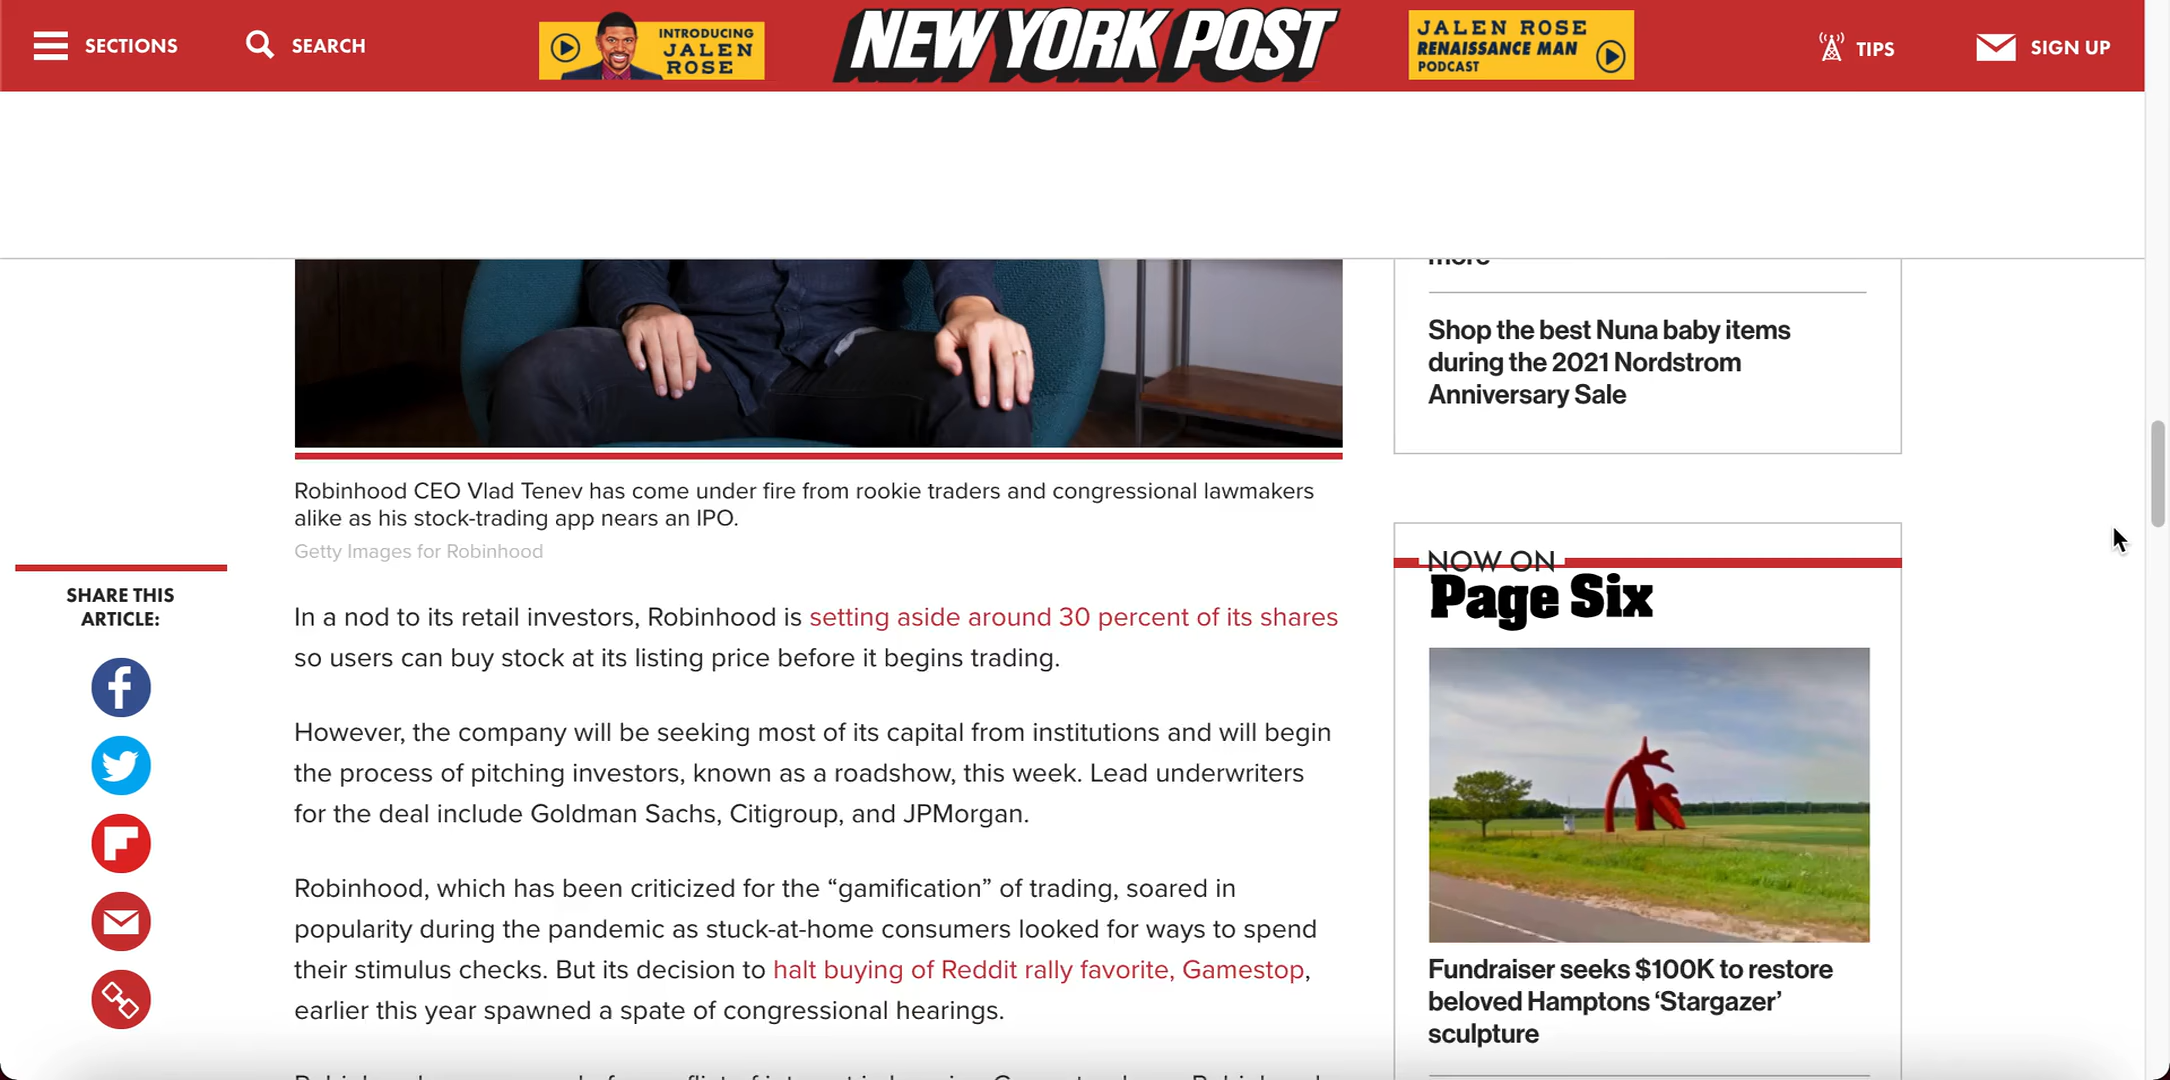 SECTIONS
SEARCH
INTRODUCING
JALEN
ROSE
NEW YORK POST
JALEN ROSE
RENAISSANCE MAN
PODCAST
TIPS
SIGN UP
more
Shop the best Nuna baby items
during the 2021 Nordstrom
Anniversary Sale
Robinhood CEO Vlad Tenev has come under fire from rookie traders and congressional lawmakers
alike as his stock-trading app nears an IPO.
Getty Images for Robinhood
SHARE THIS
ARTICLE:
In a nod to its retail investors, Robinhood is setting aside around 30 percent of its shares
so users can buy stock at its listing price before it begins trading.
However, the company will be seeking most of its capital from institutions and will begin
the process of pitching investors, known as a roadshow, this week. Lead underwriters
for the deal include Goldman Sachs, Citigroup, and JPMorgan.
Robinhood, which has been criticized for the “gamification” of trading, soared in
popularity during the pandemic as stuck-at-home consumers looked for ways to spend
their stimulus checks. But its decision to halt buying of Reddit rally favorite, Gamestop,
earlier this year spawned a spate of congressional hearings.
NOW ON
Page Six
Fundraiser seeks $100K to restore
beloved Hamptons ‘Stargazer’
sculpture